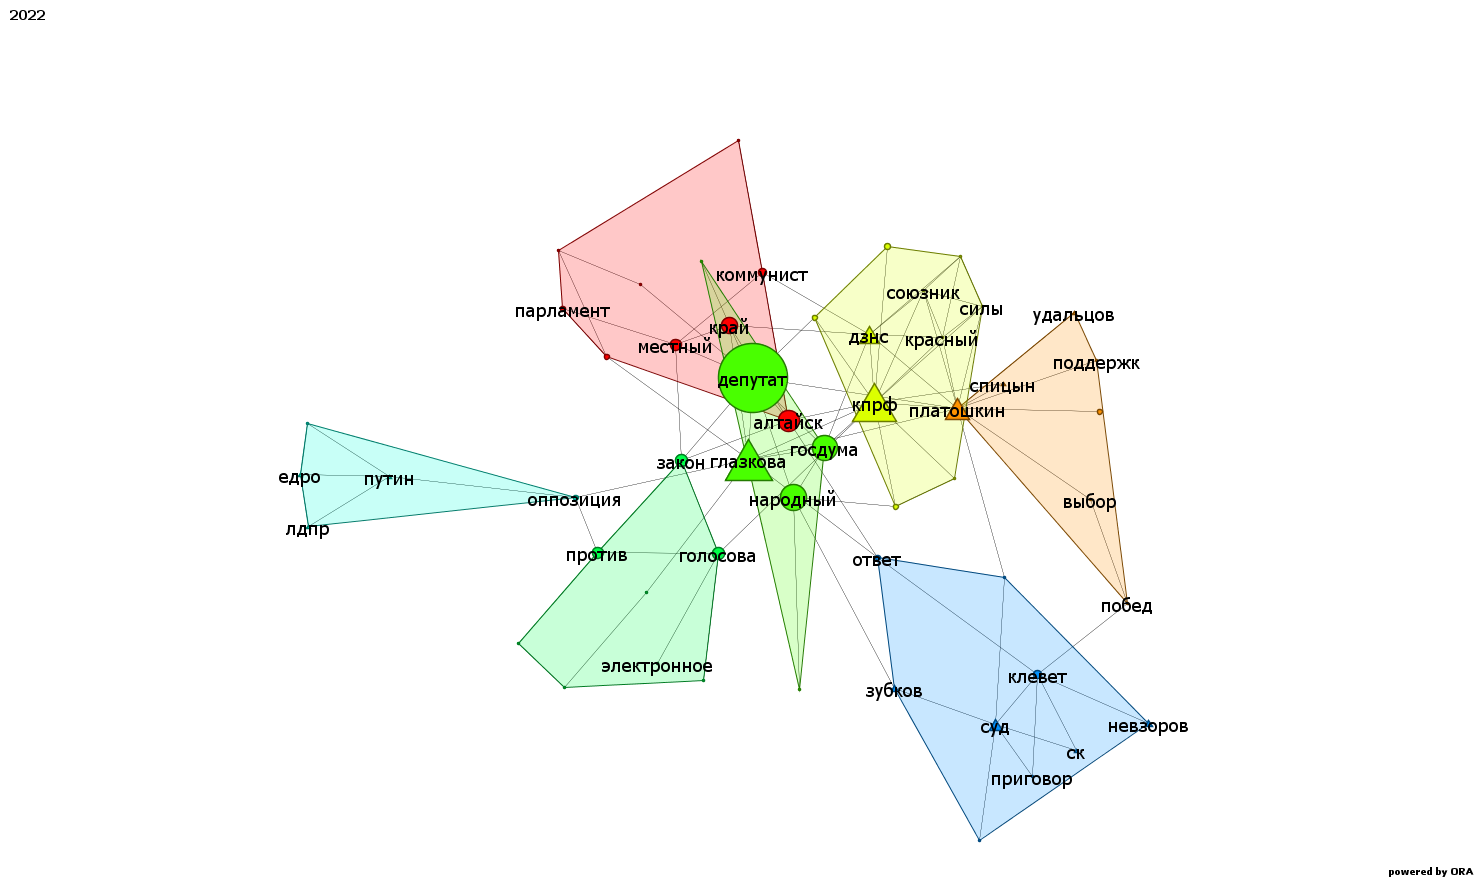 2022
коммунист
союзник
силы
парламент
удальцов
край
дзнс
красный
местный
поддержк
депутат
спицын
кпрф
платошкин
алтайск
госдума
закон
глазкова
едро
путин
оппозиция
народный
выбор
лдпр
против
голосова
ответ
побед
электронное
клевет
зубков
суд
невзоров
ск
приговор
powered by ORA